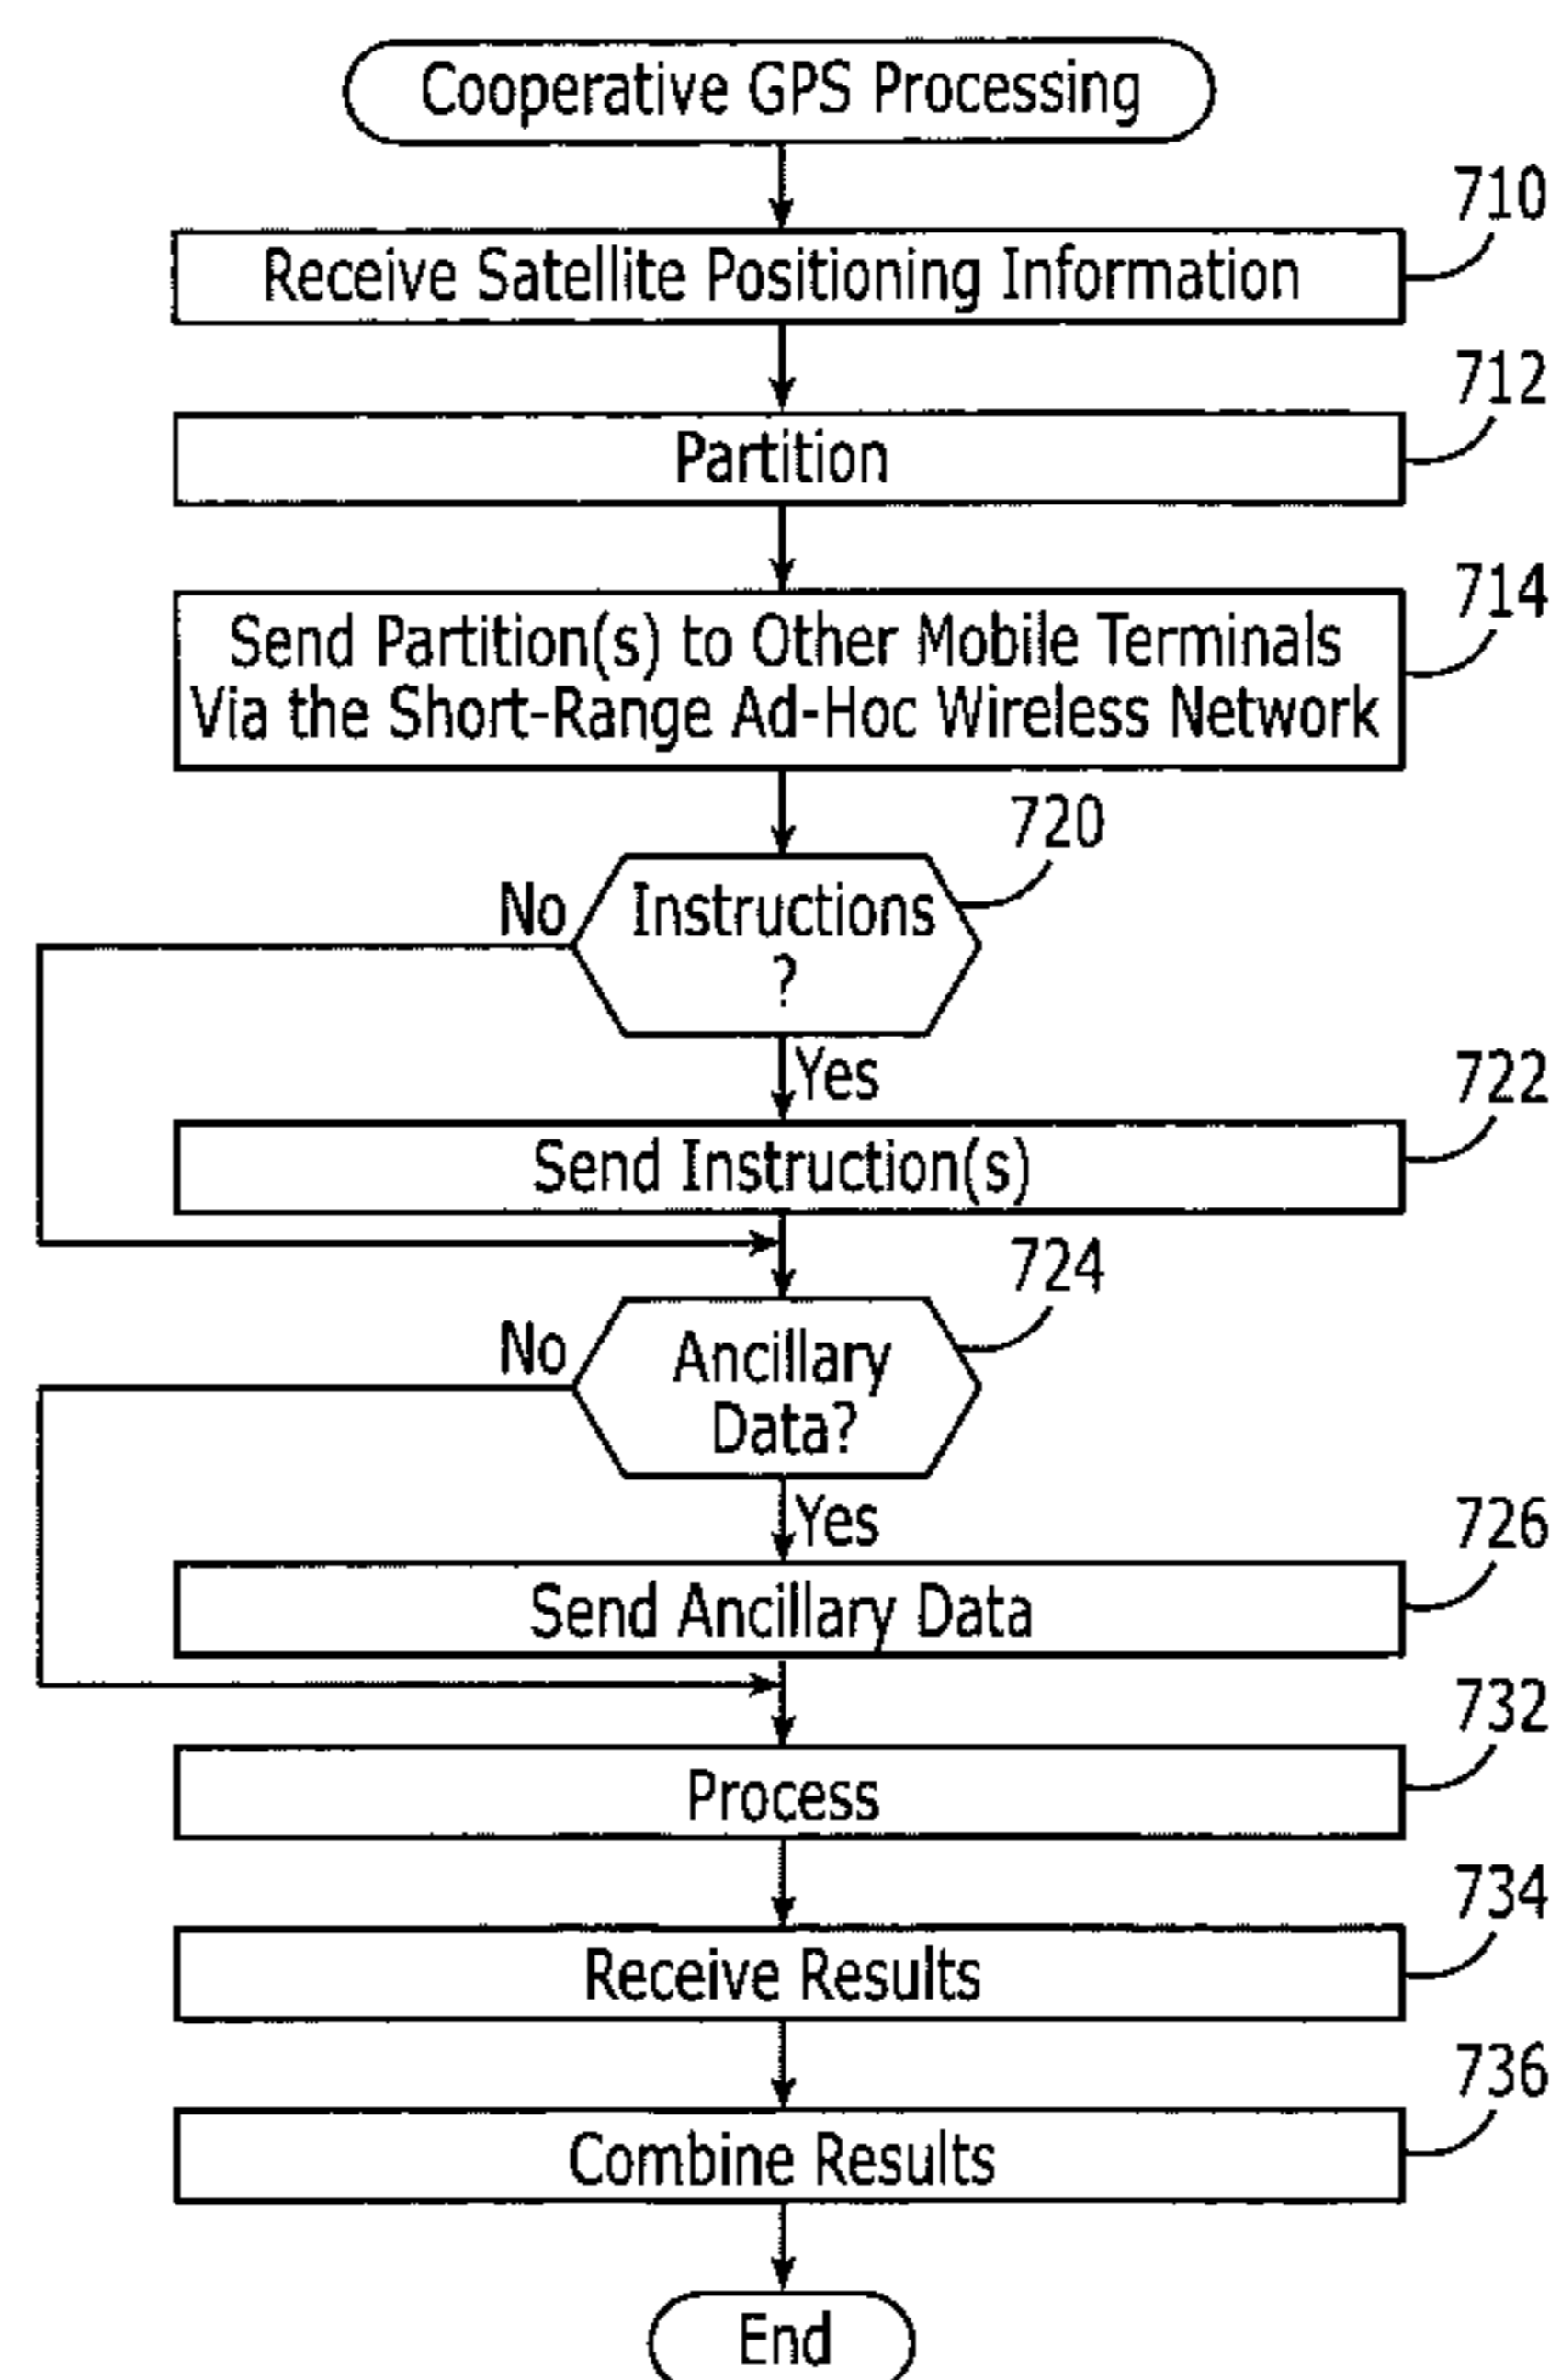 Cooperative GPS Processing
710
Receive Satellite Positioning Information
712
Partition
714
Send Partition(s) to Other Mobile Terminals
Via the Short-Range Ad-Hoc Wireless Network
720
No
Instructions
?
Yes
722
Send Instruction(s)
724
No
Ancillary
Data?
Yes
726
Send Ancillary Data
732
Process
734
Receive Results
736
Combine Results
End